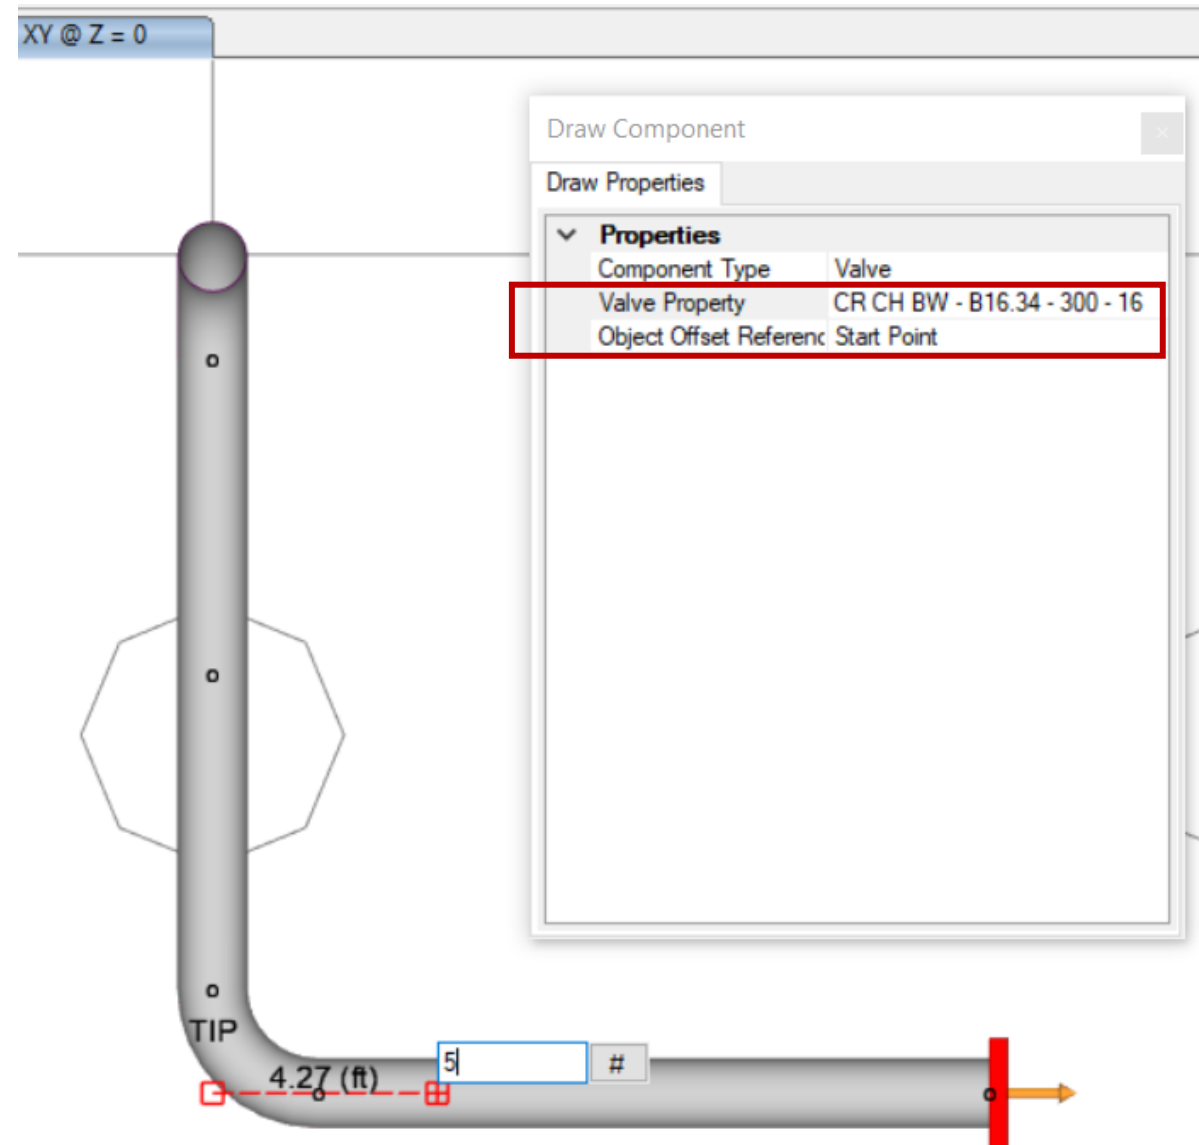 XY @ Z = 0
Draw Component
Draw Properties
Properties
Component Type Valve
Valve Property CR CH BW - B16.34 - 300 - 16
Object Offset Referenc Start Point
TIP
4.27 (ft)
5
#